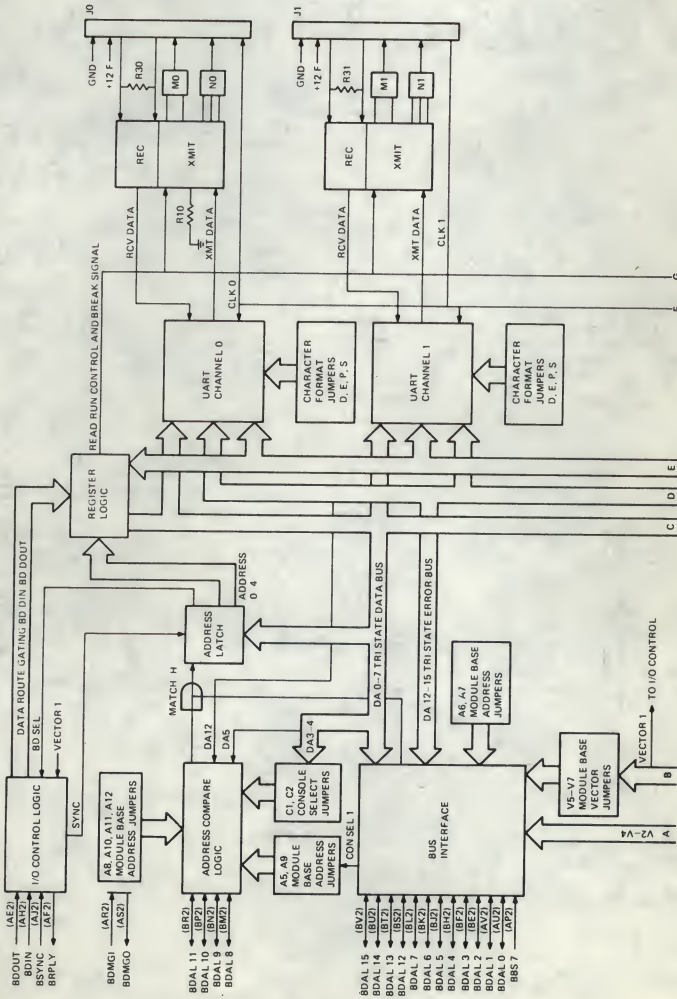 BDOUT (AE2)
BDIN (AH2)
BSYNC (AJ2)
BRPLY (AF2)
I/O CONTROL LOGIC
DATA ROUTE GATING BD DIN BD DOUT
BD SEL
VECTOR 1
SYNC
BDMGI (AR2)
BDMGO (AS2)
A8, A10, A11, A12
MODULE BASE
ADDRESS JUMPERS
BDAL 11 (BR2)
BDAL 10 (BP2)
BDAL 9 (BN2)
BDAL 8 (BM2)
ADDRESS COMPARE
LOGIC
MATCH H
ADDRESS
LATCH
ADDRESS
0 4
REGISTER
LOGIC
READ RUN CONTROL AND BREAK SIGNAL
DA12
DA5
DA3-4
A5, A9
MODULE
BASE
ADDRESS
JUMPERS
C1, C2
CONSOLE
SELECT
JUMPERS
CONSEL 1
DA 0-7 TRI STATE DATA BUS
DA 12-15 TRI STATE ERROR BUS
BDAL 15 (BV2)
BDAL 14 (BU2)
BDAL 13 (BT2)
BDAL 12 (BS2)
BDAL 7 (BL2)
BDAL 6 (BK2)
BDAL 5 (BJ2)
BDAL 4 (BH2)
BDAL 3 (BF2)
BDAL 2 (BE2)
BDAL 1 (AV2)
BDAL 0 (AU2)
BBS 7 (AP2)
BUS
INTERFACE
A6, A7
MODULE BASE
ADDRESS
JUMPERS
V5-V7
MODULE BASE
VECTOR
JUMPERS
V2-V4
VECTOR 1
TO I/O CONTROL
UART
CHANNEL 0
CHARACTER
FORMAT
JUMPERS
D, E, P, S
RCV DATA
XMT DATA
CLK 0
REC
XMIT
R10
R30
M0
N0
GND
+12 F
J0
UART
CHANNEL 1
CHARACTER
FORMAT
JUMPERS
D, E, P, S
RCV DATA
XMT DATA
CLK 1
REC
XMIT
R31
M1
N1
GND
+12 F
J1
A
B
C
D
E